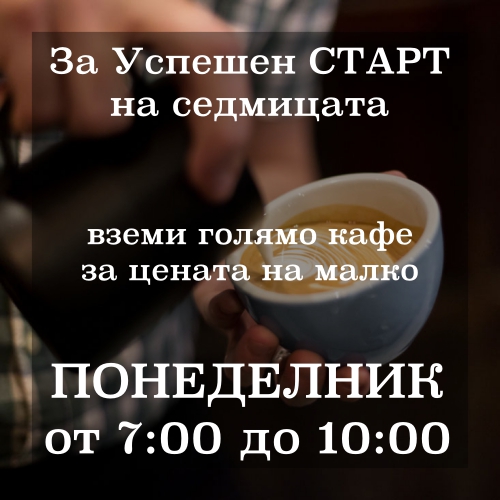 За Успешен СТАРТ
на седмицата
вземи голямо кафе
за цената на малко
ПОНЕДЕЛНИК
от 7:00 до 10:00